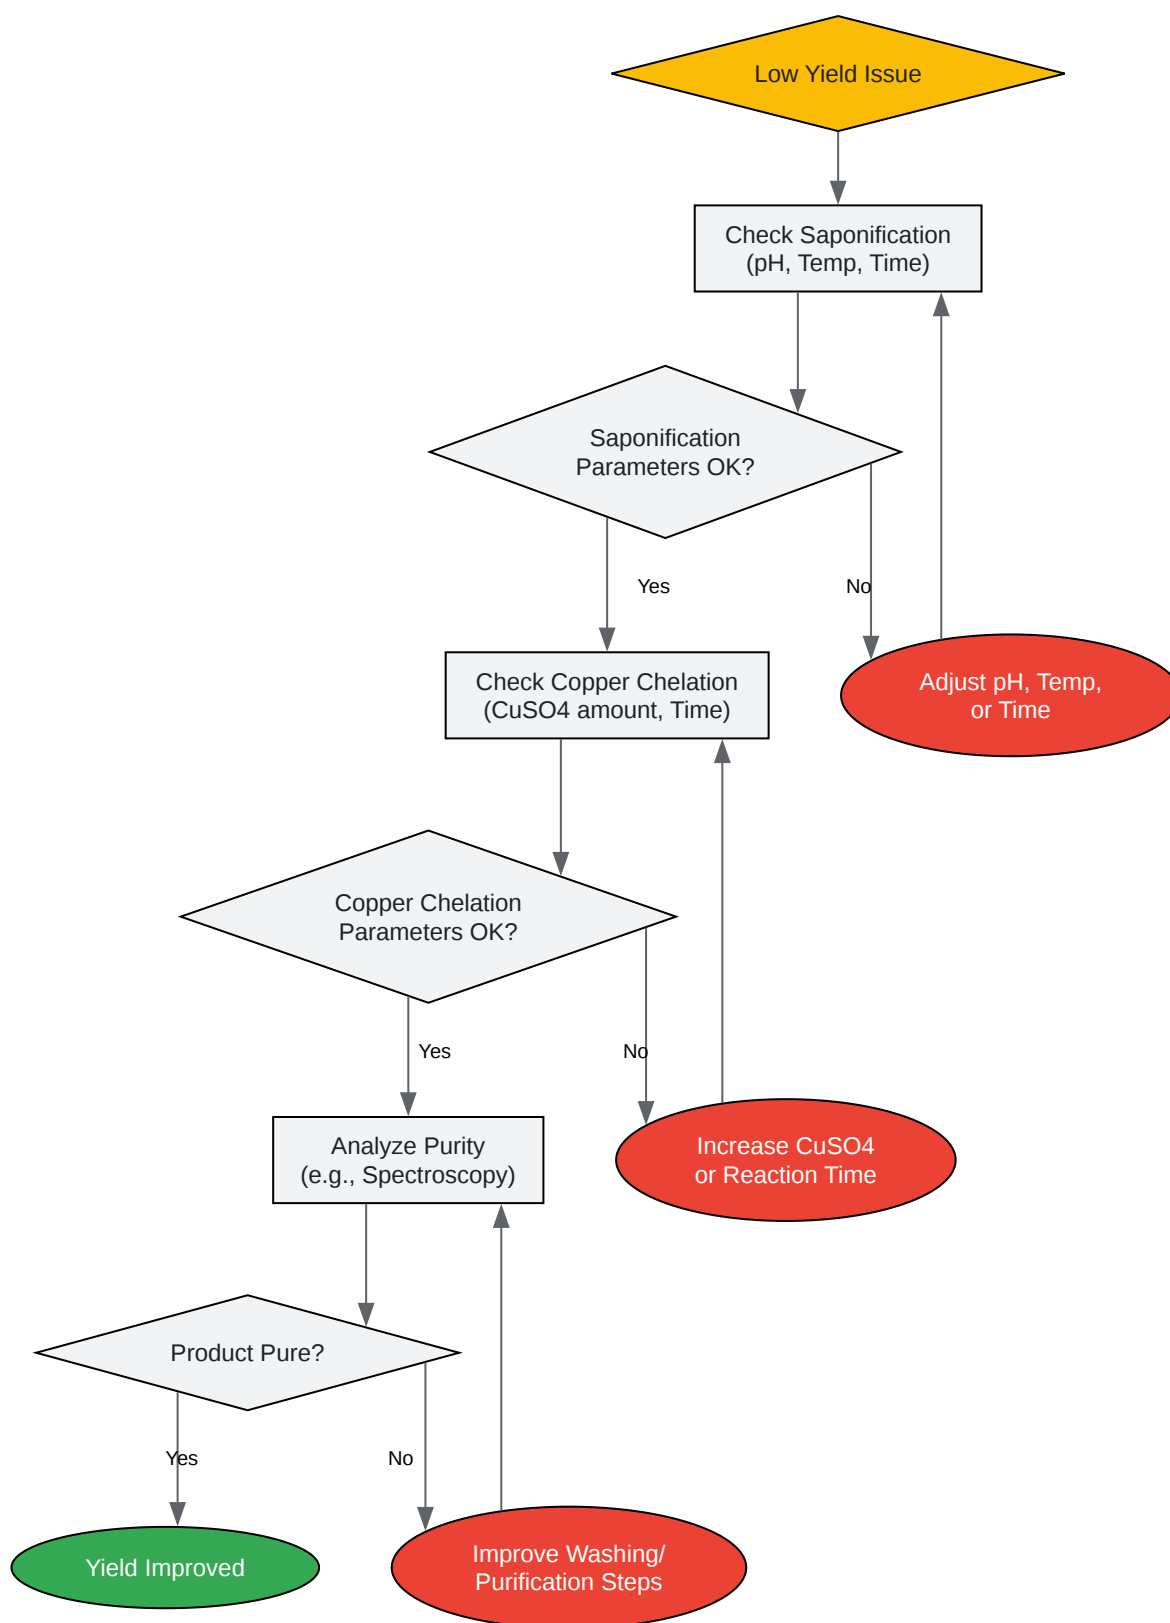 Low Yield Issue
Check Saponification
(pH, Temp, Time)
Saponification
Parameters OK?
Yes
No
Check Copper Chelation
(CuSO4 amount, Time)
Adjust pH, Temp,
or Time
Copper Chelation
Parameters OK?
Yes
No
Analyze Purity
(e.g., Spectroscopy)
Increase CuSO4
or Reaction Time
Product Pure?
Yes
No
Yield Improved
Improve Washing/
Purification Steps